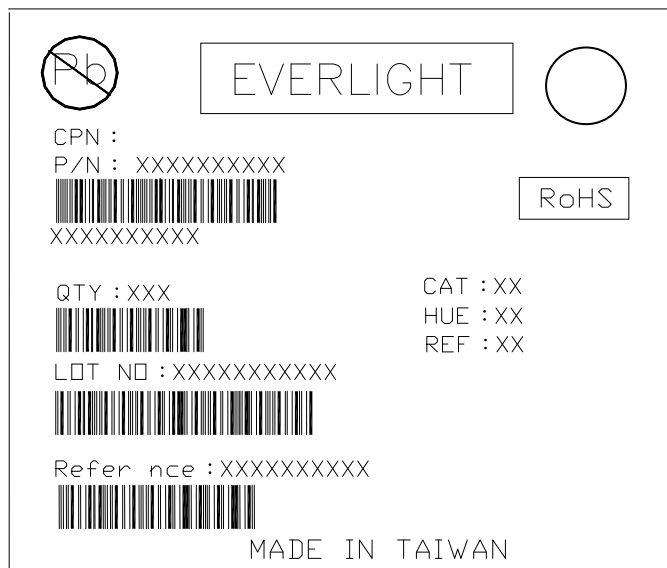 Pb
EVERLIGHT
CPN :
P/N : XXXXXXXXXX
RoHS
XXXXXXXXXX
QTY : XXX
CAT : XX
HUE : XX
REF : XX
LOT NO : XXXXXXXXXXX
Refer nce : XXXXXXXXXX
MADE IN TAIWAN